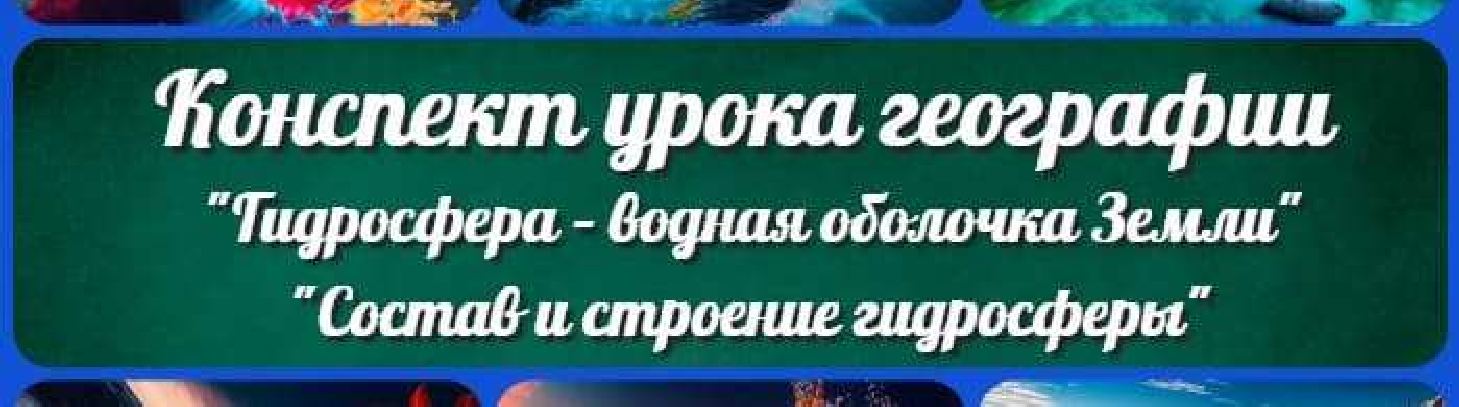 Конспект урока географии
"Гидросфера - водная оболочка Земли"
"Состав и строение гидросферы"